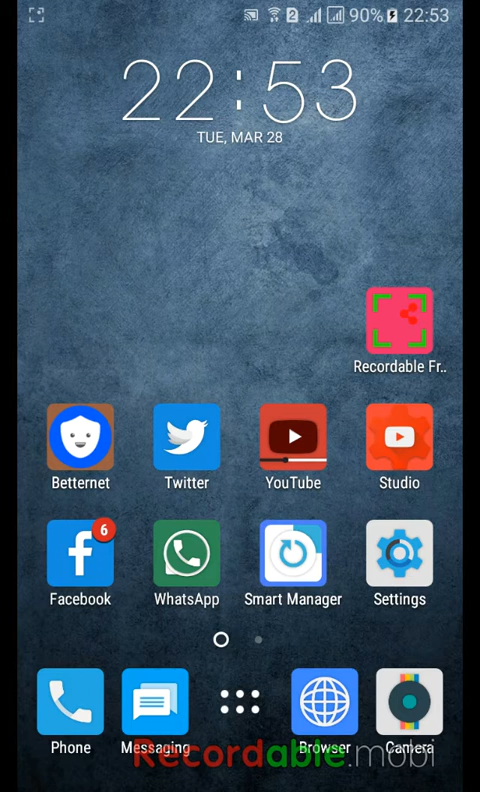 2 90% 22:53
22:53
TUE, MAR 28
Recordable Fr..
Betternet Twitter YouTube Studio
6
Facebook WhatsApp Smart Manager Settings
Phone Messaging Browser Camera
Recordable.mobi